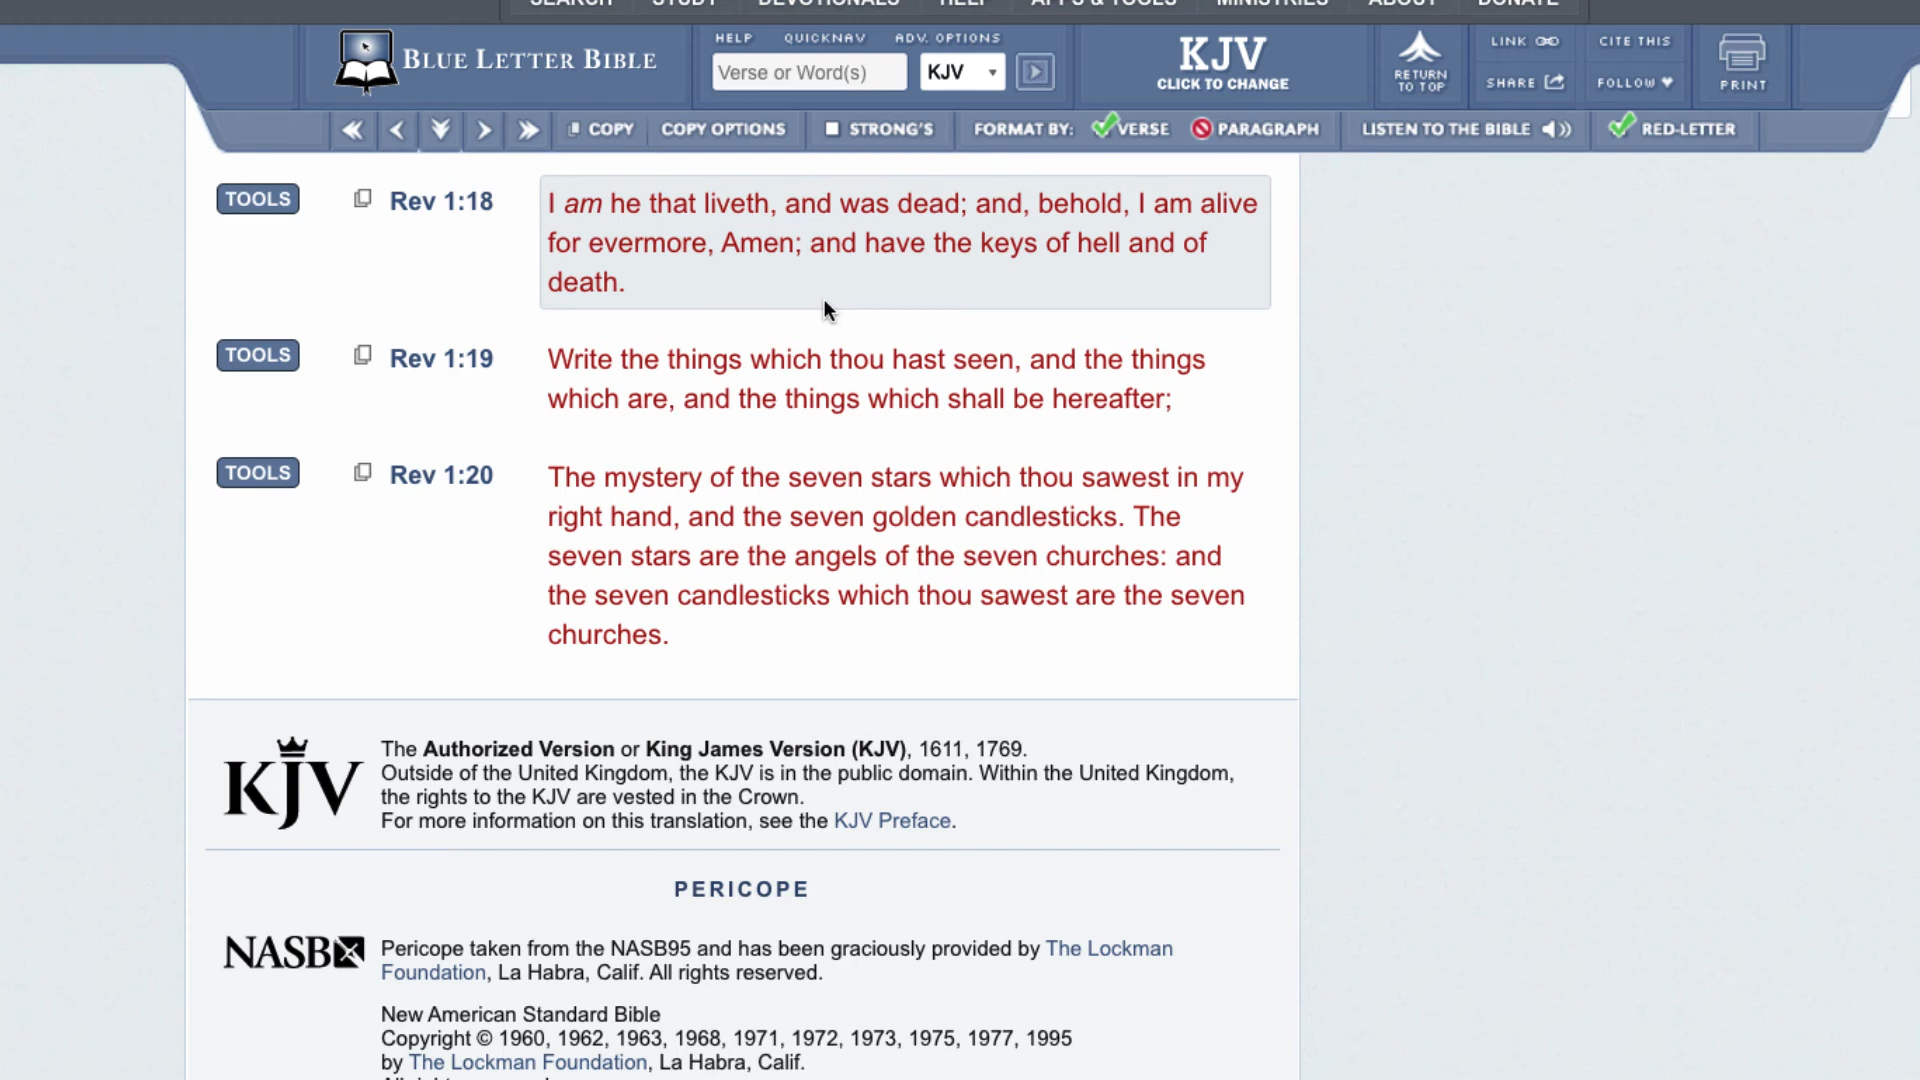 SEARCH STUDY DEVOTIONALS HELP APPS & TOOLS MINISTRIES ABOUT DONATE
BLUE LETTER BIBLE
HELP QUICKNAV ADV. OPTIONS
Verse or Word(s) KJV
KJV
CLICK TO CHANGE
RETURN
TO TOP
LINK
SHARE
CITE THIS
FOLLOW
PRINT
COPY COPY OPTIONS STRONG'S FORMAT BY: VERSE PARAGRAPH LISTEN TO THE BIBLE RED-LETTER
TOOLS Rev 1:18 I am he that liveth, and was dead; and, behold, I am alive
for evermore, Amen; and have the keys of hell and of
death.
TOOLS Rev 1:19 Write the things which thou hast seen, and the things
which are, and the things which shall be hereafter;
TOOLS Rev 1:20 The mystery of the seven stars which thou sawest in my
right hand, and the seven golden candlesticks. The
seven stars are the angels of the seven churches: and
the seven candlesticks which thou sawest are the seven
churches.
KJV
The Authorized Version or King James Version (KJV), 1611, 1769.
Outside of the United Kingdom, the KJV is in the public domain. Within the United Kingdom,
the rights to the KJV are vested in the Crown.
For more information on this translation, see the KJV Preface.
PERICOPE
NASB
Pericope taken from the NASB95 and has been graciously provided by The Lockman
Foundation, La Habra, Calif. All rights reserved.
New American Standard Bible
Copyright © 1960, 1962, 1963, 1968, 1971, 1972, 1973, 1975, 1977, 1995
by The Lockman Foundation, La Habra, Calif.